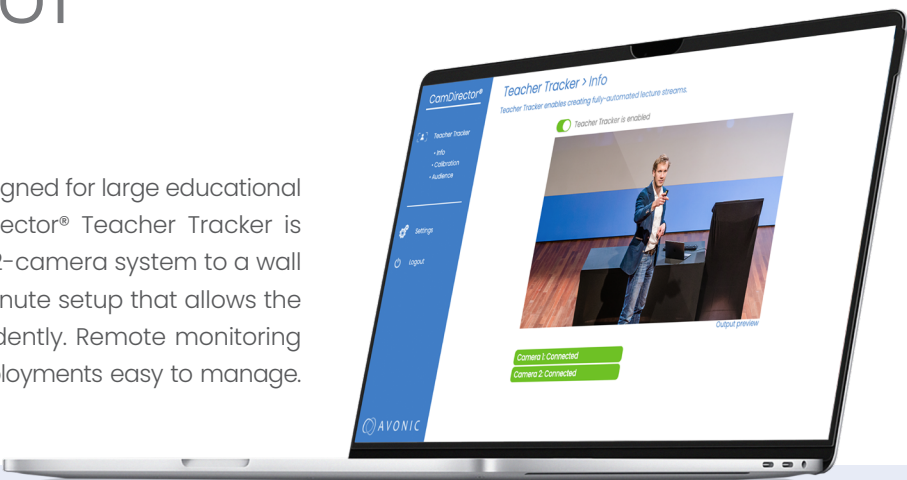 gned for large educational
ector® Teacher Tracker is
2-camera system to a wall
nute setup that allows the
dently. Remote monitoring
ployments easy to manage.
CamDirector®
Teacher Tracker
• Info
• Calibration
• Audience
Settings
Logout
AVONIC
Teacher Tracker > Info
Teacher Tracker enables creating fully-automated lecture streams.
Teacher Tracker is enabled
Output preview
Camera 1: Connected
Camera 2: Connected